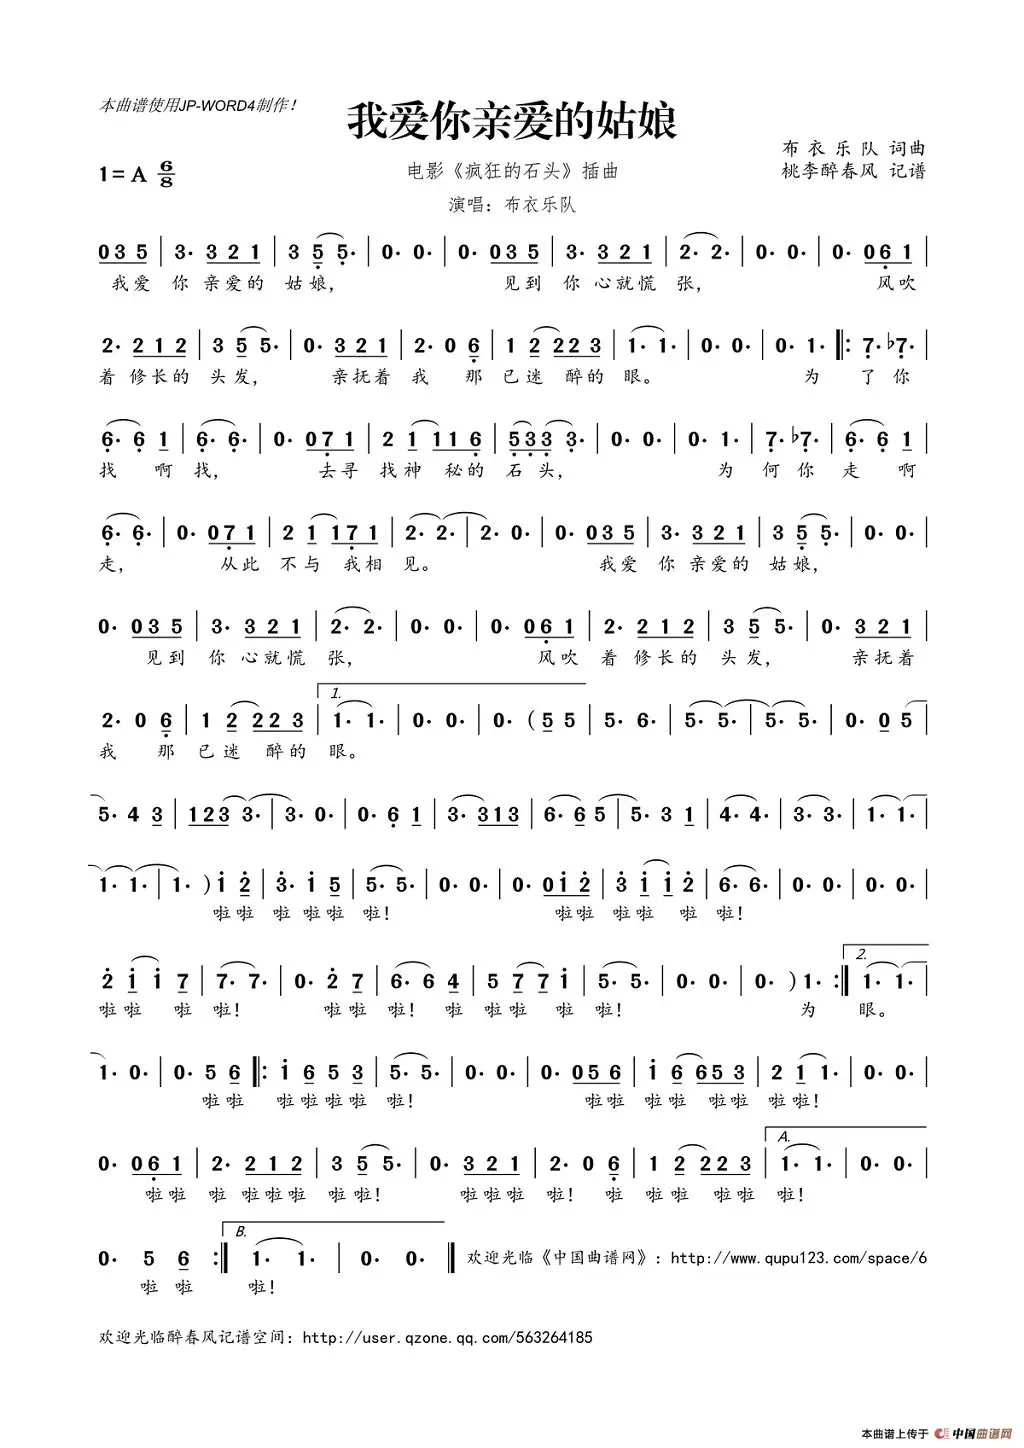 本曲谱使用JP-WORD4制作！
我爱你亲爱的姑娘
布衣乐队 词曲
1=A 6/8
电影《疯狂的石头》插曲
桃李醉春风 记谱
演唱：布衣乐队
0 3 5 | 3· 3 2 1 | 3 5 5· | 0· 0· | 0· 0 3 5 | 3· 3 2 1 | 2· 2· | 0· 0· | 0· 0 6 1 |
我爱 你 亲爱的 姑娘， 见到 你 心就慌 张， 风吹
2· 2 1 2 | 3 5 5· | 0· 3 2 1 | 2· 0 6 | 1 2 2 2 3 | 1· 1· | 0· 0· | 0· 1· ‖: 7· ♭7· |
着 修长的 头发， 亲抚着 我 那 已迷 醉的 眼。 为 了 你
6· 6 1 | 6· 6· | 0· 0 7 1 | 2 1 1 1 6 | 5 3 3 3· | 0· 0· | 0· 1· | 7· ♭7· | 6· 6 1 |
找 啊 找， 去寻 找神 秘的 石头， 为 何 你 走 啊
6· 6· | 0· 0 7 1 | 2 1 1 7 1 | 2· 2· | 2· 0· | 0· 0 3 5 | 3· 3 2 1 | 3 5 5· | 0· 0· |
走， 从此 不与 我相 见。 我爱 你 亲爱的 姑娘，
0· 0 3 5 | 3· 3 2 1 | 2· 2· | 0· 0· | 0· 0 6 1 | 2· 2 1 2 | 3 5 5· | 0· 3 2 1 |
见到 你 心就慌 张， 风吹 着 修长的 头发， 亲抚着
1.
2· 0 6 | 1 2 2 2 3 | 1· 1· | 0· 0· | 0· ( 5 5 | 5· 6· | 5· 5· | 5· 5· | 0· 0 5 |
我 那 已迷 醉的 眼。
5· 4 3 | 1 2 3 3· | 3· 0· | 0· 6 1 | 3· 3 1 3 | 6· 6 5 | 5· 3 1 | 4· 4· | 3· 3· | 1· 1· |
1· 1· | 1· ) 1 2 | 3· 1 5 | 5· 5· | 0· 0· | 0· 0 1 2 | 3 1 1 2 | 6· 6· | 0· 0· | 0· 0· |
啦啦 啦 啦啦 啦！ 啦啦 啦啦 啦 啦！
2.
2 1 1 7 | 7· 7· | 0· 2 7 | 6· 6 4 | 5 7 7 1 | 5· 5· | 0· 0· | 0· ) 1· :‖ 1· 1· |
啦啦 啦 啦！ 啦啦 啦！ 啦 啦啦 啦 啦！ 为 眼。
1· 0· | 0· 5 6 ‖: 1 6 5 3 | 5· 5· | 0· 0· | 0· 0 5 6 | 1 6 6 5 3 | 2 1 1· | 0· 0· |
啦啦 啦啦啦啦 啦！ 啦啦 啦啦 啦啦 啦啦！
A.
0· 0 6 1 | 2· 2 1 2 | 3 5 5· | 0· 3 2 1 | 2· 0 6 | 1 2 2 2 3 | 1· 1· | 0· 0· |
啦啦 啦 啦啦啦 啦啦！ 啦啦啦 啦！ 啦 啦啦 啦啦 啦！
B.
0· 5 6 :‖ 1· 1· | 0· 0· ‖ 欢迎光临《中国曲谱网》：http://www.qupu123.com/space/6
啦 啦 啦！
欢迎光临醉春风记谱空间：http://user.qzone.qq.com/563264185
本曲谱上传于 中国曲谱网